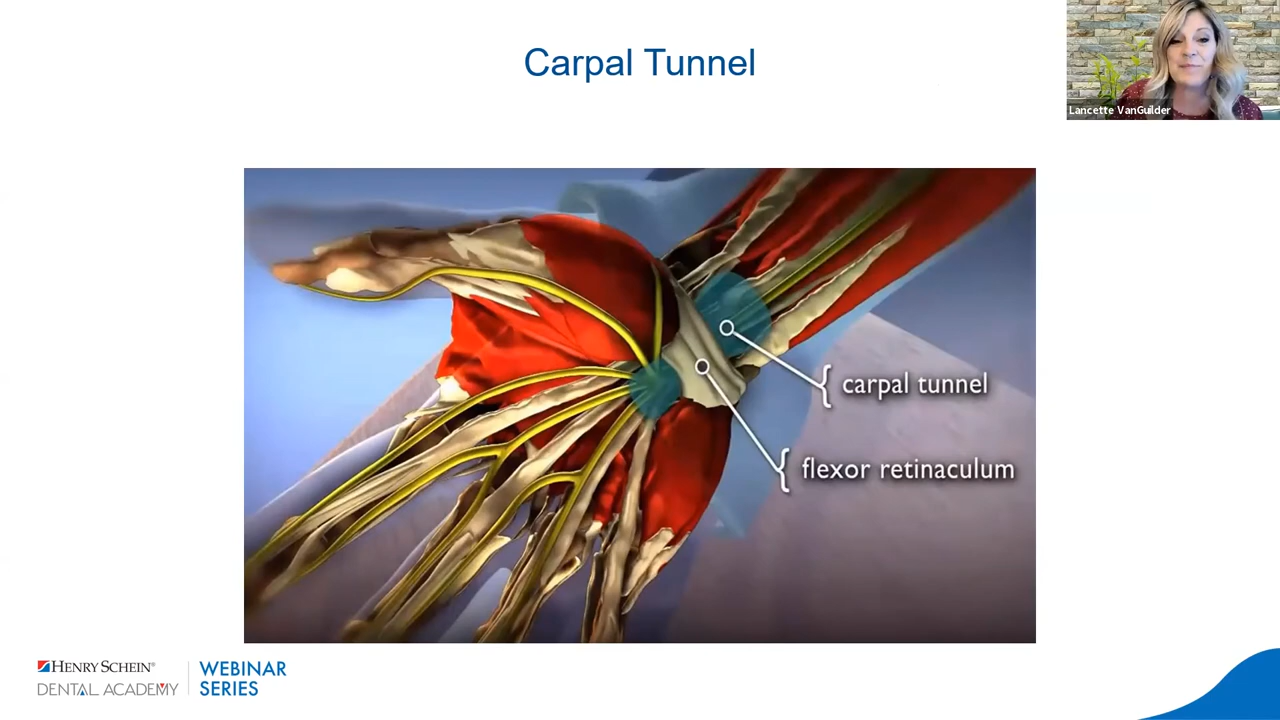 Carpal Tunnel
Lancette VanGuilder
carpal tunnel
flexor retinaculum
HENRY SCHEIN®
DENTAL ACADEMY
WEBINAR
SERIES